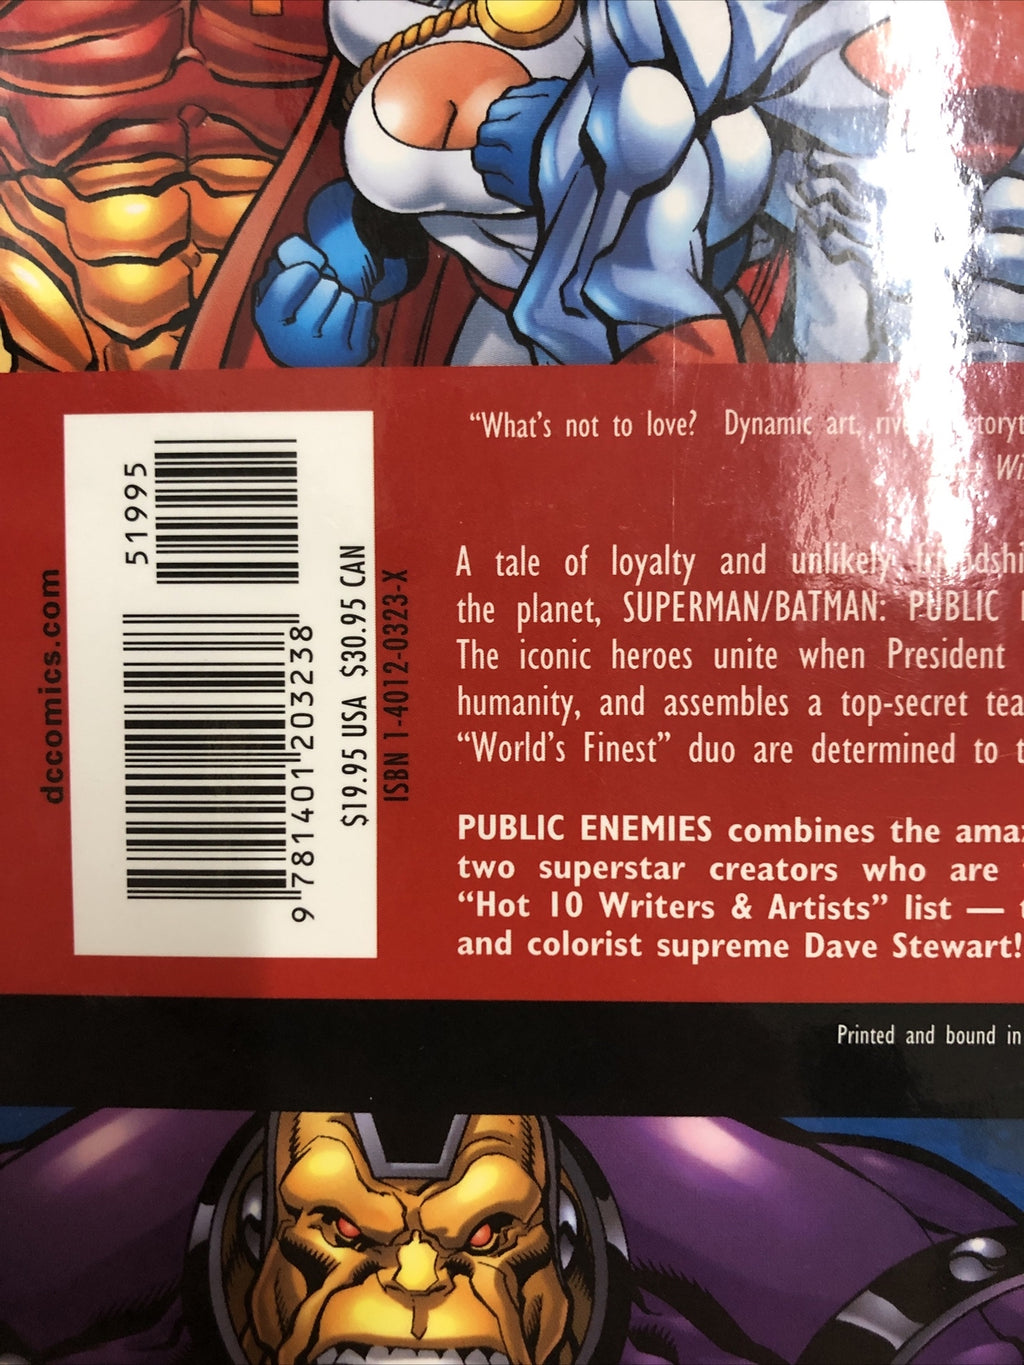 "What's not to love? Dynamic art,
A tale of loyalty and unlikely
the planet, SUPERMAN/BATMAN: PUBLIC
The iconic heroes unite when President
humanity, and assembles a top-secret
"World's Finest" duo are determined to
PUBLIC ENEMIES combines the
two superstar creators who are
"Hot 10 Writers & Artists" list —
and colorist supreme Dave Stewart!
Printed and bound in
dccomics.com
51995
9 781401 203238
$19.95 USA $30.95 CAN
ISBN 1-4012-0323-X